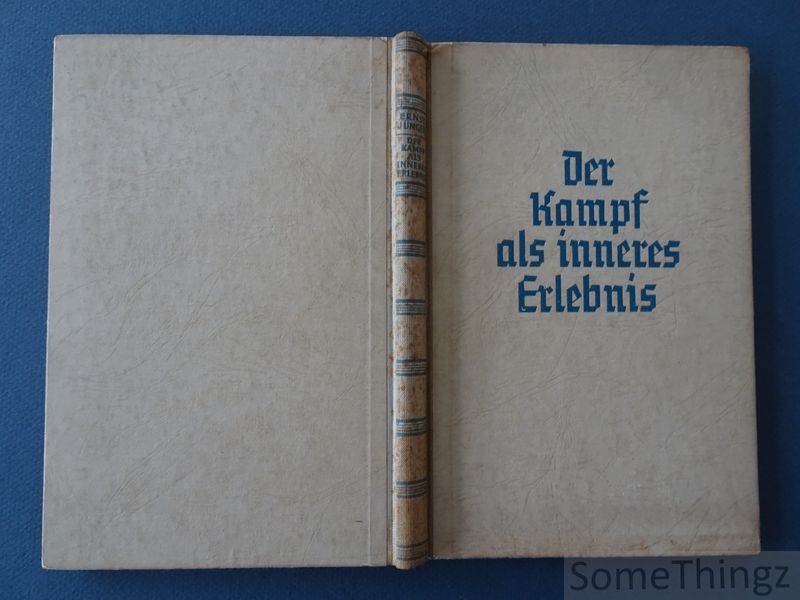 ERNST
JÜNGER
DER
KAMPF
ALS
INNERES
ERLEBNIS
Der
Kampf
als inneres
Erlebnis
SomeThingz